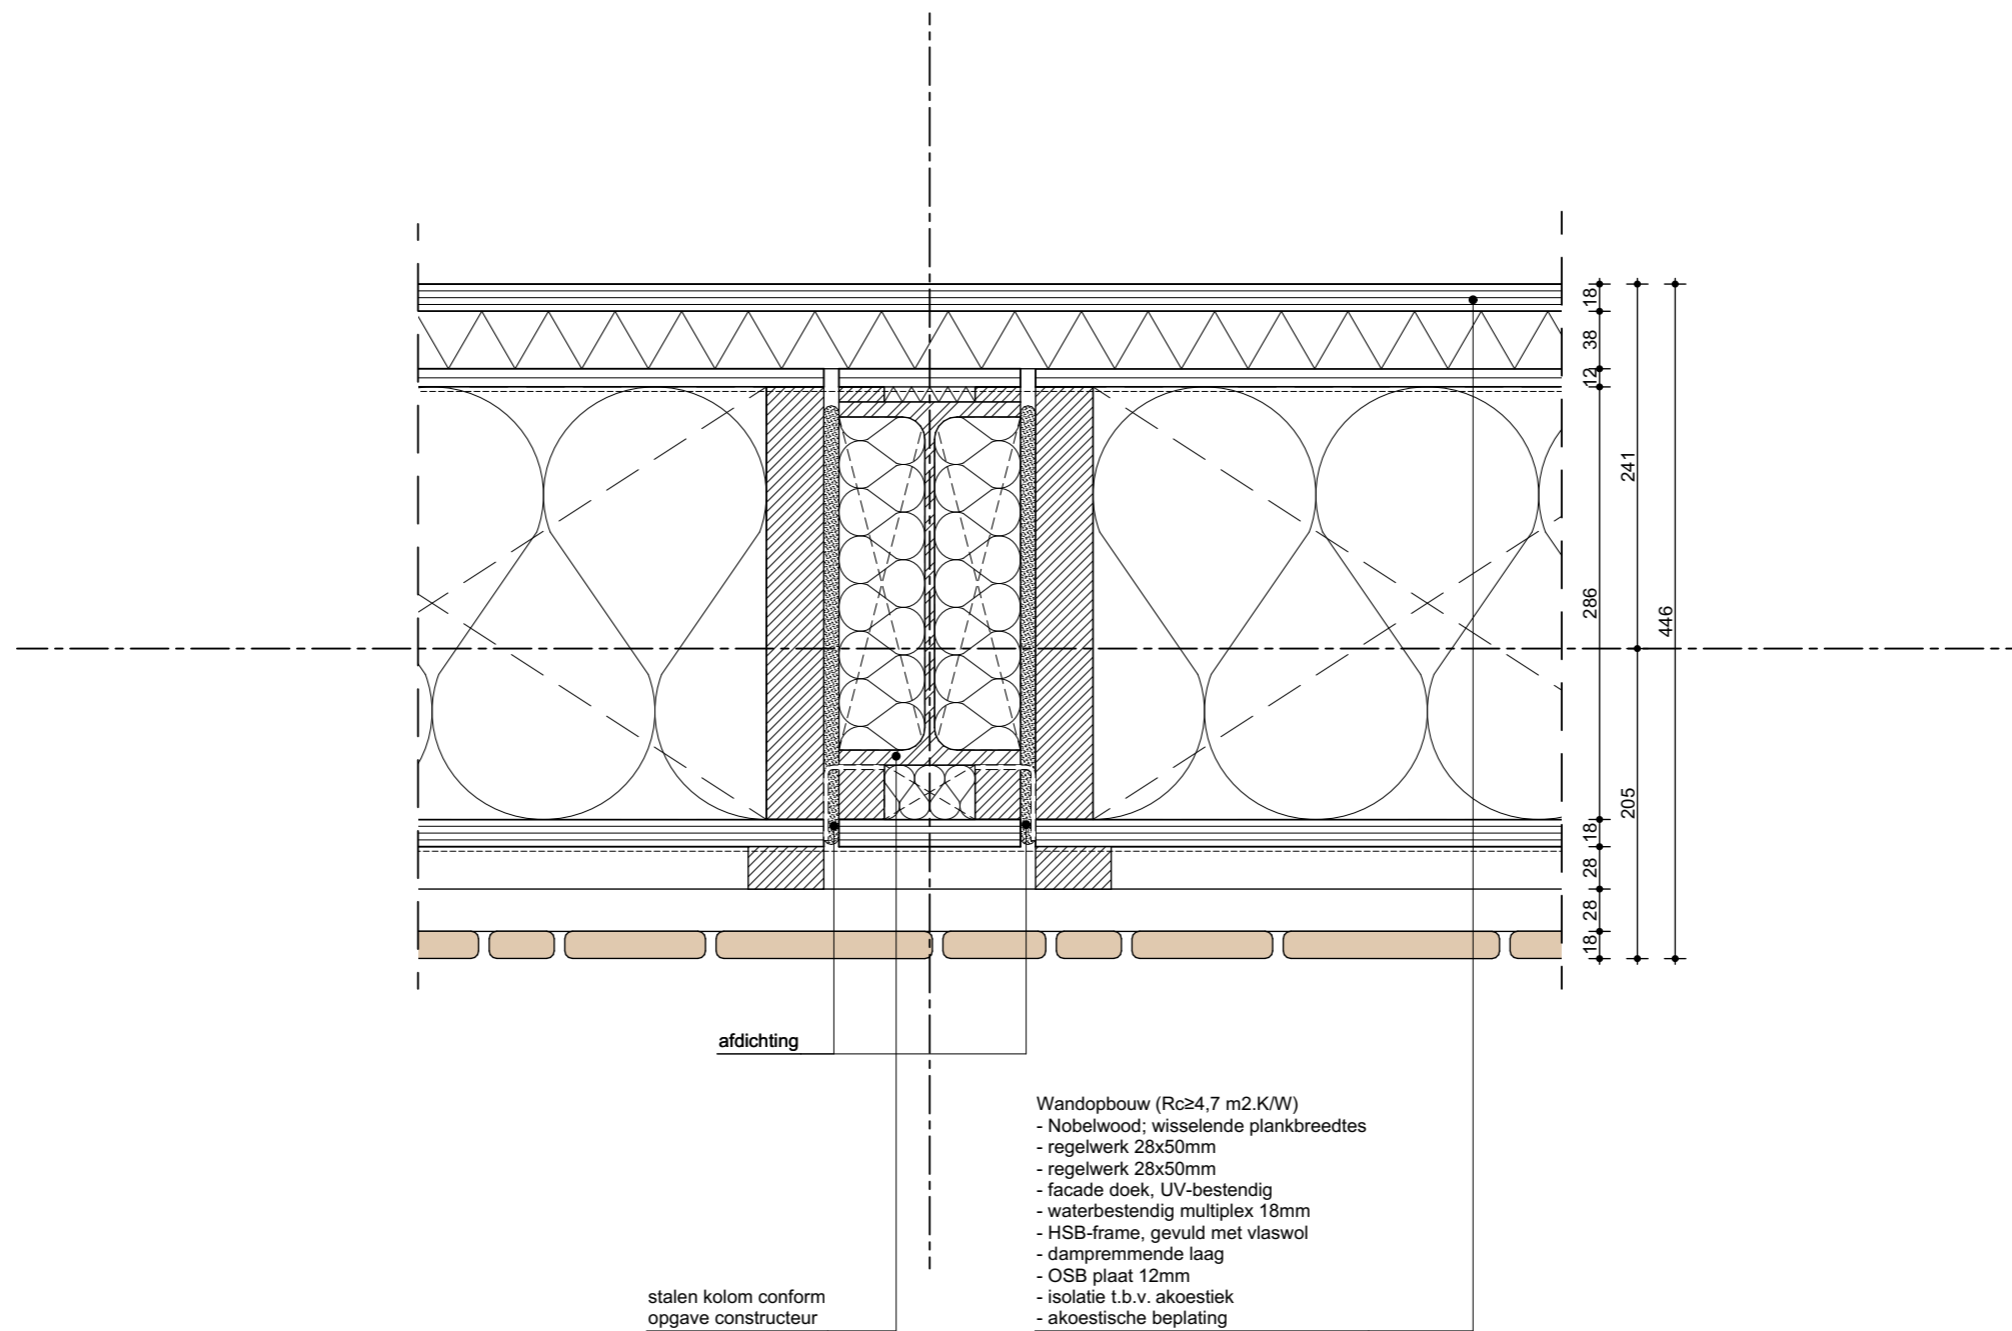 18
38
12
241
286
446
205
18
28
28
18
afdichting
Wandopbouw (Rc≥4,7 m2.K/W)
- Nobelwood; wisselende plankbreedtes
- regelwerk 28x50mm
- regelwerk 28x50mm
- facade doek, UV-bestendig
- waterbestendig multiplex 18mm
- HSB-frame, gevuld met vlaswol
- dampremmende laag
- OSB plaat 12mm
- isolatie t.b.v. akoestiek
- akoestische beplating
stalen kolom conform
opgave constructeur